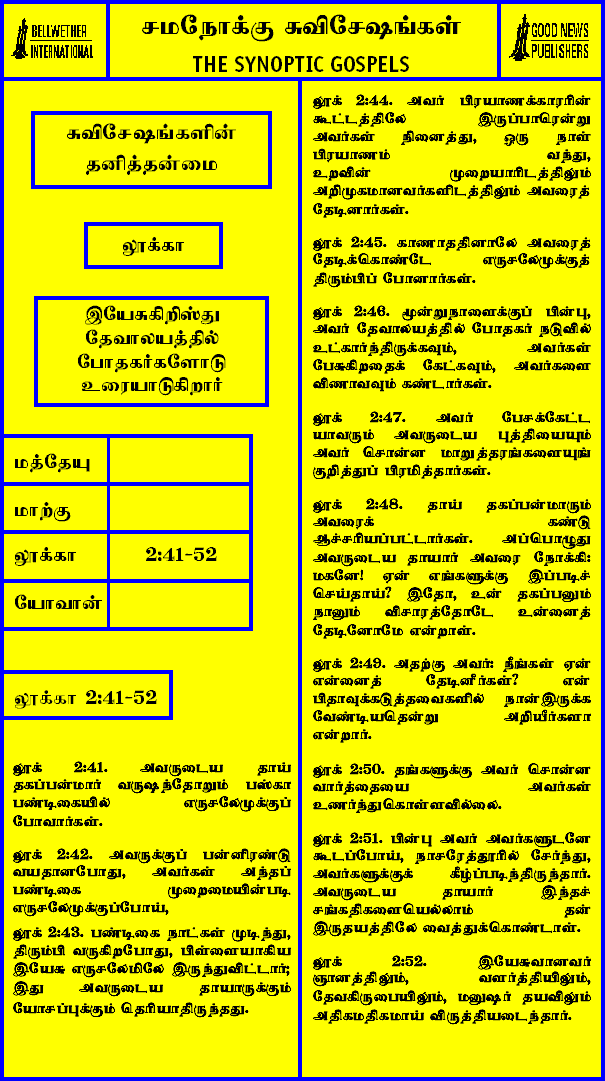 BELLWETHER
INTERNATIONAL
சமநோக்கு சுவிசேஷங்கள்
THE SYNOPTIC GOSPELS
GOOD NEWS
PUBLISHERS
சுவிசேஷங்களின்
தனித்தன்மை
லூக்கா
இயேசுகிறிஸ்து
தேவாலயத்தில்
போதகர்களோடு
உரையாடுகிறார்
மத்தேயு
மாற்கு
லூக்கா 2:41-52
யோவான்
லூக்கா 2:41-52
லூக் 2:41. அவருடைய தாய்
தகப்பன்மார் வருஷந்தோறும் பஸ்கா
பண்டிகையில் எருசலேமுக்குப்
போவார்கள்.
லூக் 2:42. அவருக்குப் பன்னிரண்டு
வயதானபோது, அவர்கள் அந்தப்
பண்டிகை முறைமையின்படி
எருசலேமுக்குப்போய்,
லூக் 2:43. பண்டிகை நாட்கள் முடிந்து,
திரும்பி வருகிறபோது, பிள்ளையாகிய
இயேசு எருசலேமிலே இருந்துவிட்டார்;
இது அவருடைய தாயாருக்கும்
யோசப்புக்கும் தெரியாதிருந்தது.
லூக் 2:44. அவர் பிரயாணக்காரரின்
கூட்டத்திலே இருப்பாரென்று
அவர்கள் நினைத்து, ஒரு நாள்
பிரயாணம் வந்து,
உறவின் முறையாரிடத்திலும்
அறிமுகமானவர்களிடத்திலும் அவரைத்
தேடினார்கள்.
லூக் 2:45. காணாததினாலே அவரைத்
தேடிக்கொண்டே எருசலேமுக்குத்
திரும்பிப் போனார்கள்.
லூக் 2:46. மூன்றுநாளைக்குப் பின்பு,
அவர் தேவாலயத்தில் போதகர் நடுவில்
உட்கார்ந்திருக்கவும், அவர்கள்
பேசுகிறதைக் கேட்கவும், அவர்களை
வினாவவும் கண்டார்கள்.
லூக் 2:47. அவர் பேசக்கேட்ட
யாவரும் அவருடைய புத்தியையும்
அவர் சொன்ன மாறுத்தரங்களையுங்
குறித்துப் பிரமித்தார்கள்.
லூக் 2:48. தாய் தகப்பன்மாரும்
அவரைக் கண்டு
ஆச்சரியப்பட்டார்கள். அப்பொழுது
அவருடைய தாயார் அவரை நோக்கி:
மகனே! ஏன் எங்களுக்கு இப்படிச்
செய்தாய்? இதோ, உன் தகப்பனும்
நானும் விசாரத்தோடே உன்னைத்
தேடினோமே என்றாள்.
லூக் 2:49. அதற்கு அவர்: நீங்கள் ஏன்
என்னைத் தேடினீர்கள்? என்
பிதாவுக்கடுத்தவைகளில் நான்இருக்க
வேண்டியதென்று அறியீர்களா
என்றார்.
லூக் 2:50. தங்களுக்கு அவர் சொன்ன
வார்த்தையை அவர்கள்
உணர்ந்துகொள்ளவில்லை.
லூக் 2:51. பின்பு அவர் அவர்களுடனே
கூடப்போய், நாசரேத்தூரில் சேர்ந்து,
அவர்களுக்குக் கீழ்ப்படிந்திருந்தார்.
அவருடைய தாயார் இந்தச்
சங்கதிகளையெல்லாம் தன்
இருதயத்திலே வைத்துக்கொண்டாள்.
லூக் 2:52. இயேசுவானவர்
ஞானத்திலும், வளர்த்தியிலும்,
தேவகிருபையிலும், மனுஷர் தயவிலும்
அதிகமதிகமாய் விருத்தியடைந்தார்.